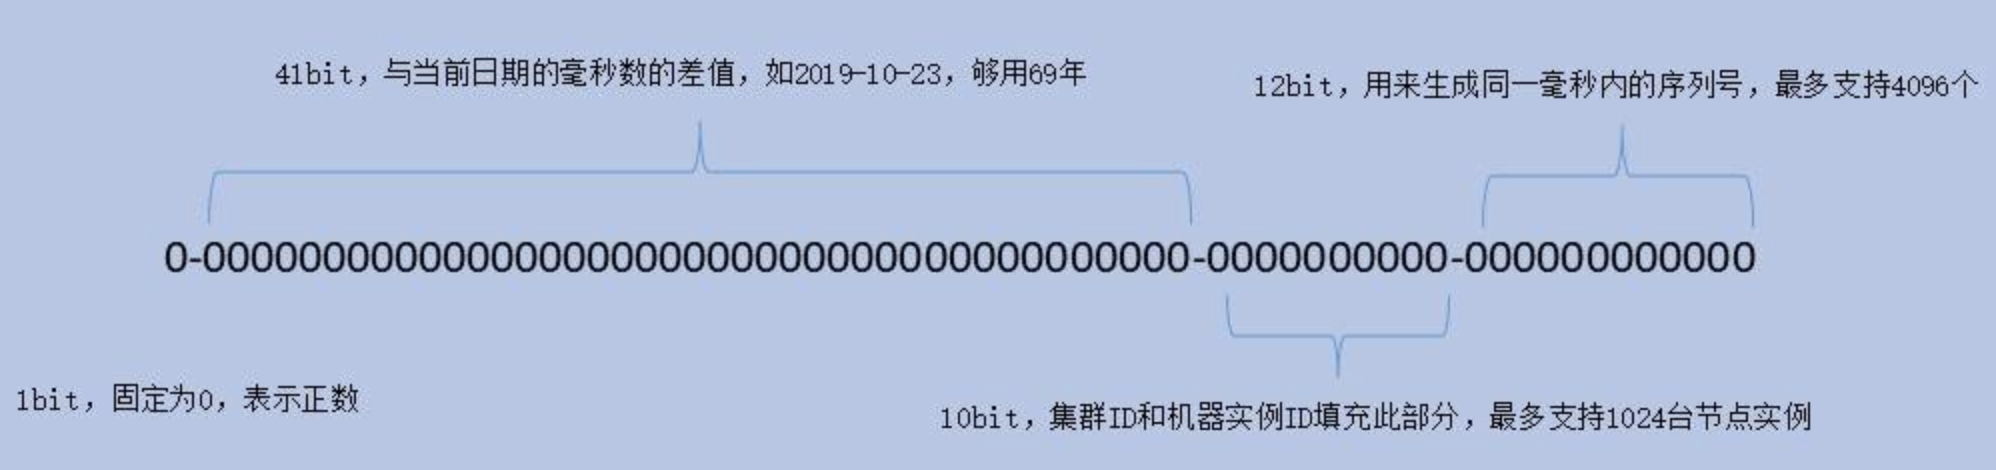 41bit，与当前日期的毫秒数的差值，如2019-10-23，够用69年
12bit，用来生成同一毫秒内的序列号，最多支持4096个
0-00000000000000000000000000000000000000000-0000000000-000000000000
1bit，固定为0，表示正数
10bit，集群ID和机器实例ID填充此部分，最多支持1024台节点实例